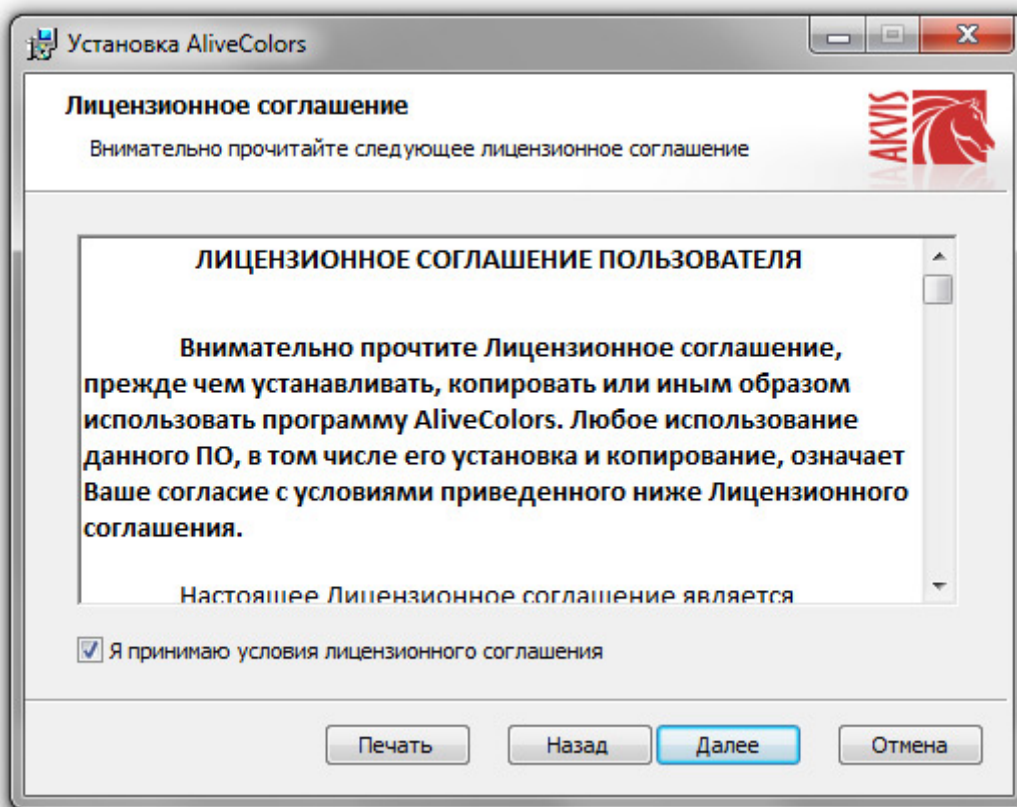 Установка AliveColors
Лицензионное соглашение
Внимательно прочитайте следующее лицензионное соглашение
AKVIS
ЛИЦЕНЗИОННОЕ СОГЛАШЕНИЕ ПОЛЬЗОВАТЕЛЯ
Внимательно прочтите Лицензионное соглашение,
прежде чем устанавливать, копировать или иным образом
использовать программу AliveColors. Любое использование
данного ПО, в том числе его установка и копирование, означает
Ваше согласие с условиями приведенного ниже Лицензионного
соглашения.
Настоящее Лицензионное соглашение является
Я принимаю условия лицензионного соглашения
Печать Назад Далее Отмена